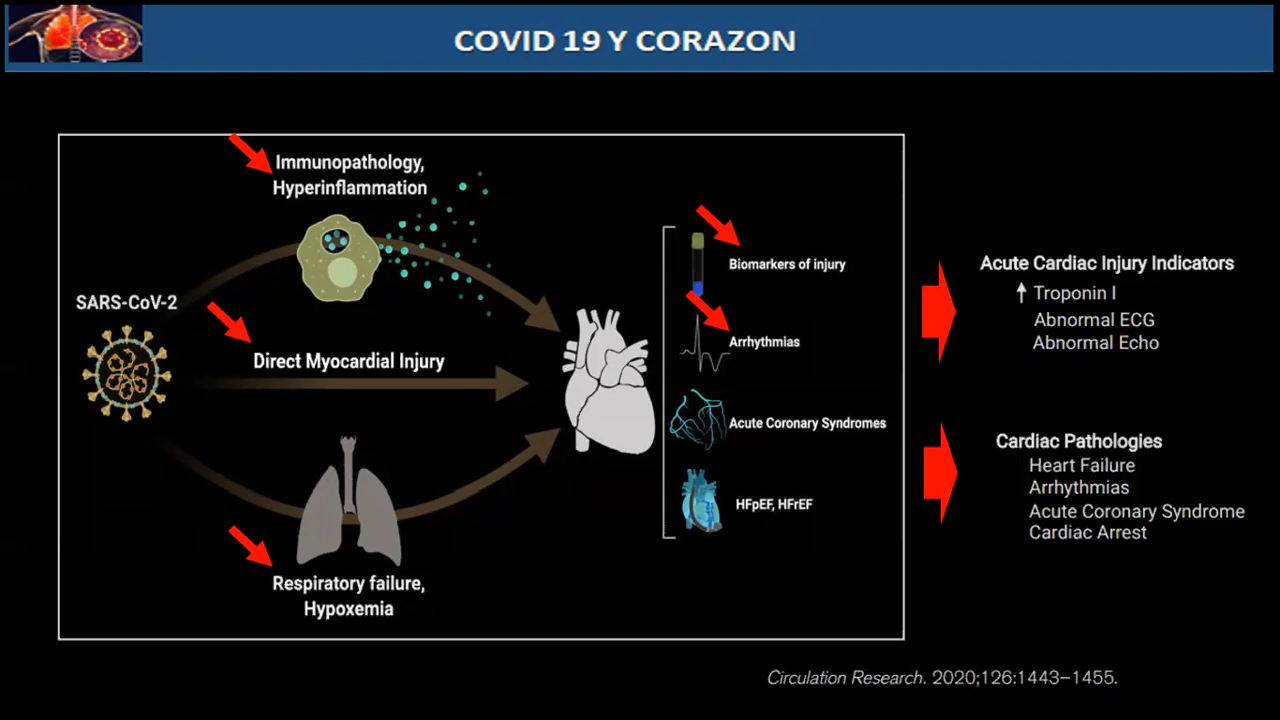 COVID 19 Y CORAZON
Immunopathology,
Hyperinflammation
SARS-CoV-2
Direct Myocardial Injury
Respiratory failure,
Hypoxemia
Biomarkers of injury
Arrhythmias
Acute Coronary Syndromes
HFpEF, HFrEF
Acute Cardiac Injury Indicators
Troponin I
Abnormal ECG
Abnormal Echo
Cardiac Pathologies
Heart Failure
Arrhythmias
Acute Coronary Syndrome
Cardiac Arrest
Circulation Research. 2020;126:1443–1455.